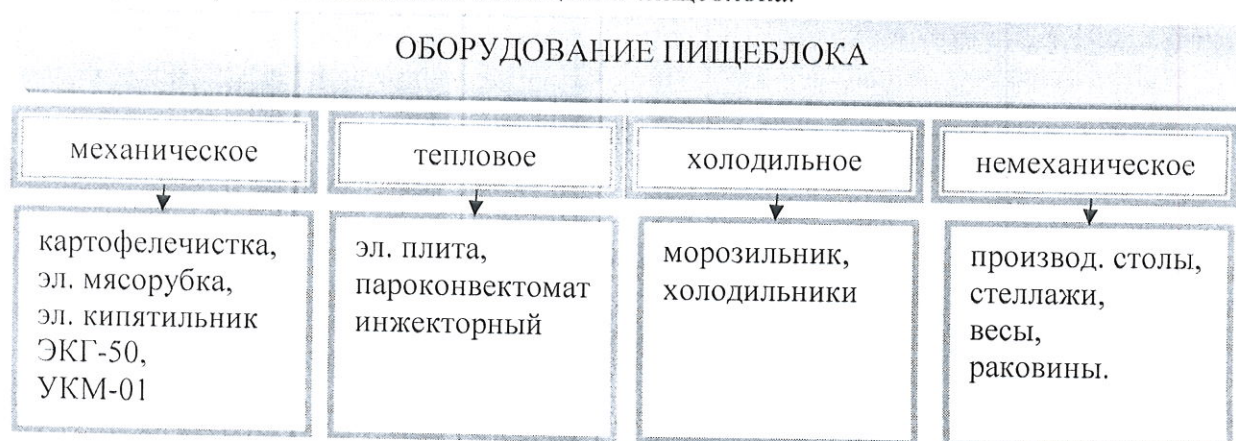 ОБОРУДОВАНИЕ ПИЩЕБЛОКА
механическое
картофелечистка,
эл. мясорубка,
эл. кипятильник
ЭКГ-50,
УКМ-01
тепловое
эл. плита,
пароконвектомат
инжекторный
холодильное
морозильник,
холодильники
немеханическое
производ. столы,
стеллажи,
весы,
раковины.